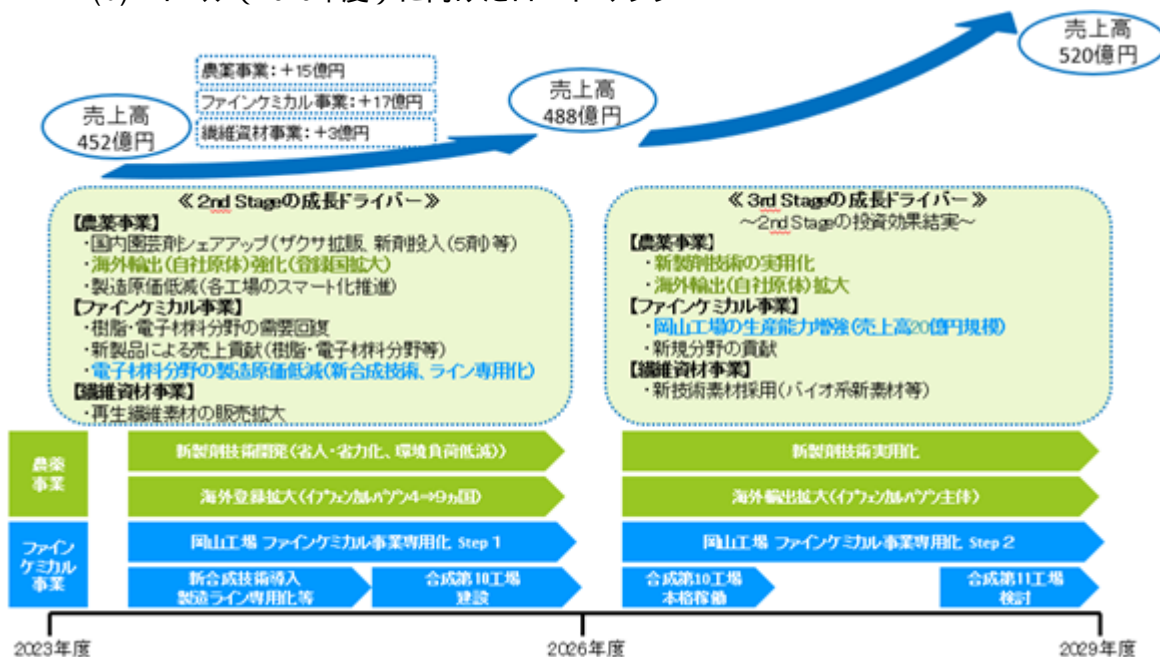 売上高
520億円
農薬事業:+15億円
ファインケミカル事業:+17億円
繊維資材事業:+3億円
売上高
452億円
売上高
488億円
≪2nd Stageの成長ドライバー≫
【農薬事業】
・国内園芸剤シェアアップ(ザクサ拡販、新剤投入(5剤)等)
・海外輸出(自社原体)強化(登録国拡大)
・製造原価低減(各工場のスマート化推進)
【ファインケミカル事業】
・樹脂・電子材料分野の需要回復
・新製品による売上貢献(樹脂・電子材料分野等)
・電子材料分野の製造原価低減(新合成技術、ライン専用化)
【繊維資材事業】
・再生繊維素材の販売拡大
≪3rd Stageの成長ドライバー≫
~2nd Stageの投資効果結実~
【農薬事業】
・新製剤技術の実用化
・海外輸出(自社原体)拡大
【ファインケミカル事業】
・岡山工場の生産能力増強(売上高20億円規模)
・新規分野の貢献
【繊維資材事業】
・新技術素材採用(バイオ系新素材等)
農薬
事業
新製剤技術開発(省人・省力化、環境負荷低減))
新製剤技術実用化
海外登録拡大(イプフェンカルバゾン4⇒9ヵ国)
海外輸出拡大(イプフェンカルバゾン主体)
ファイン
ケミカル
事業
岡山工場 ファインケミカル事業専用化 Step 1
岡山工場 ファインケミカル事業専用化 Step 2
新合成技術導入
製造ライン専用化等
合成第10工場
建設
合成第10工場
本格稼働
合成第11工場
検討
2023年度
2026年度
2029年度